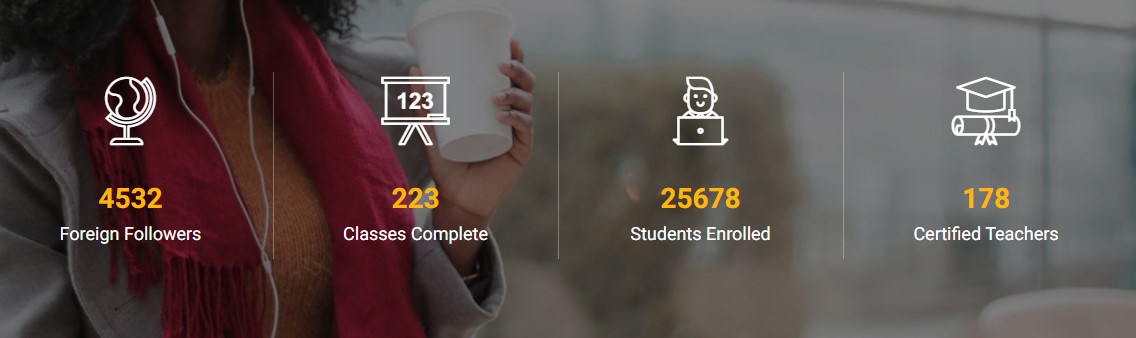 123
4532
Foreign Followers
223
Classes Complete
25678
Students Enrolled
178
Certified Teachers